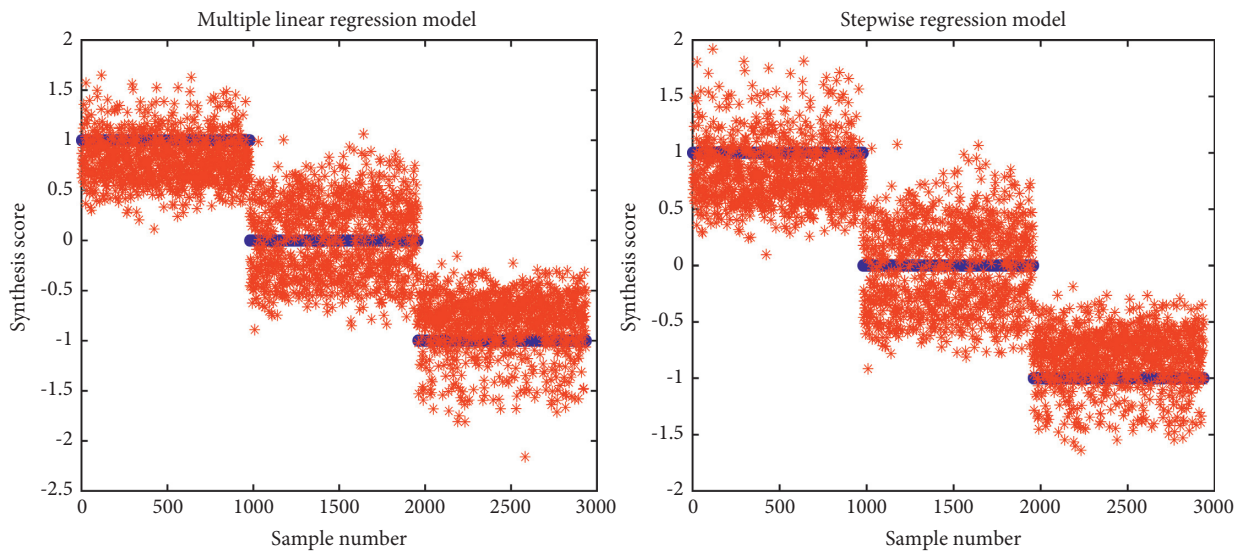 Multiple linear regression model
2
1.5
1
0.5
0
-0.5
-1
-1.5
-2
-2.5
Synthesis score
0 500 1000 1500 2000 2500 3000
Sample number
Stepwise regression model
2
1.5
1
0.5
0
-0.5
-1
-1.5
-2
Synthesis score
0 500 1000 1500 2000 2500 3000
Sample number